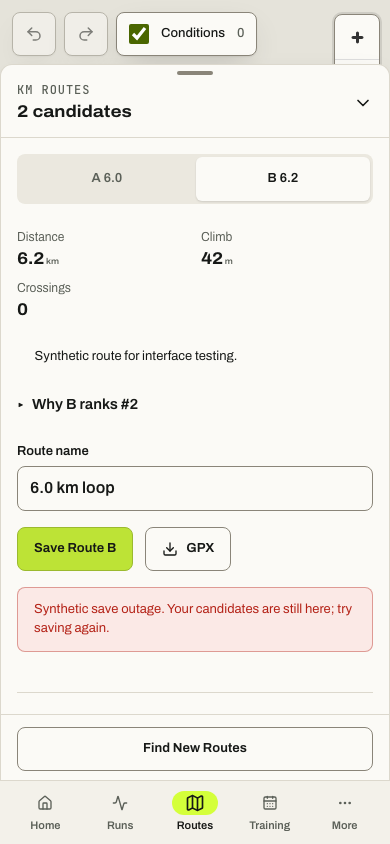 Conditions 0
KM ROUTES
2 candidates
A 6.0
B 6.2
Distance
Climb
6.2 km
42 m
Crossings
0
Synthetic route for interface testing.
Why B ranks #2
Route name
6.0 km loop
Save Route B
GPX
Synthetic save outage. Your candidates are still here; try
saving again.
Find New Routes
Home
Runs
Routes
Training
More